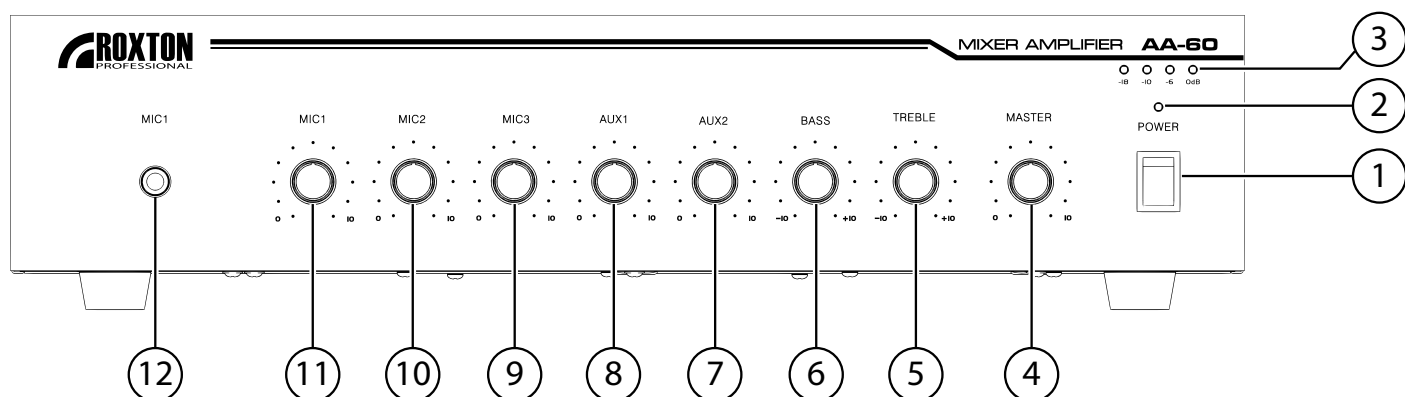 ROXTON
PROFESSIONAL
MIXER AMPLIFIER AA-60
3
-18 -10 -6 0dB
2
POWER
MIC1 MIC1 MIC2 MIC3 AUX1 AUX2 BASS TREBLE MASTER
1
0 10 0 10 0 10 0 10 0 10 -10 +10 -10 +10 0 10
12 11 10 9 8 7 6 5 4